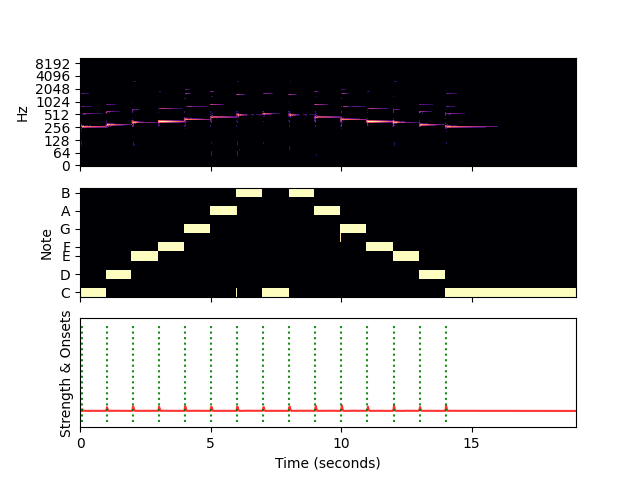 8192
4096
2048
1024
512
256
128
64
0
Hz
B
A
G
F
E
D
C
Note
Strength & Onsets
0 5 10 15
Time (seconds)